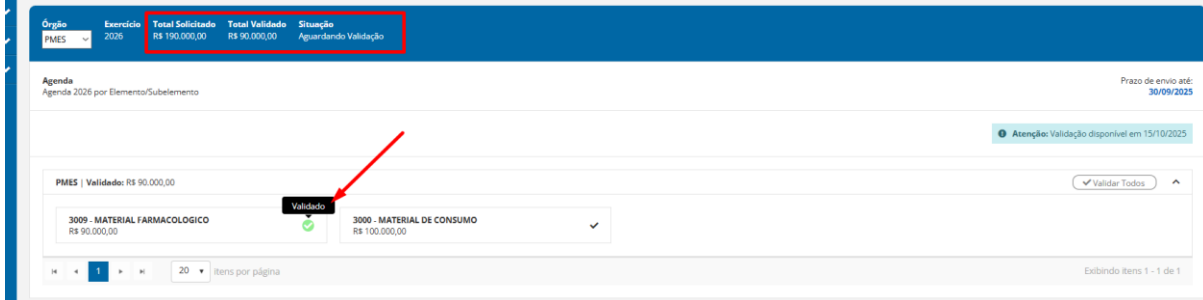 Órgão Exercício Total Solicitado Total Validado Situação
PMES 2026 R$ 190.000,00 R$ 90.000,00 Aguardando Validação
Agenda
Agenda 2026 por Elemento/Subelemento
Prazo de envio até:
30/09/2025
Atenção: Validação disponível em 15/10/2025
PMES | Validado: R$ 90.000,00
Validar Todos
Validado
3009 - MATERIAL FARMACOLOGICO
R$ 90.000,00
3000 - MATERIAL DE CONSUMO
R$ 100.000,00
1 20 itens por página
Exibindo itens 1 - 1 de 1